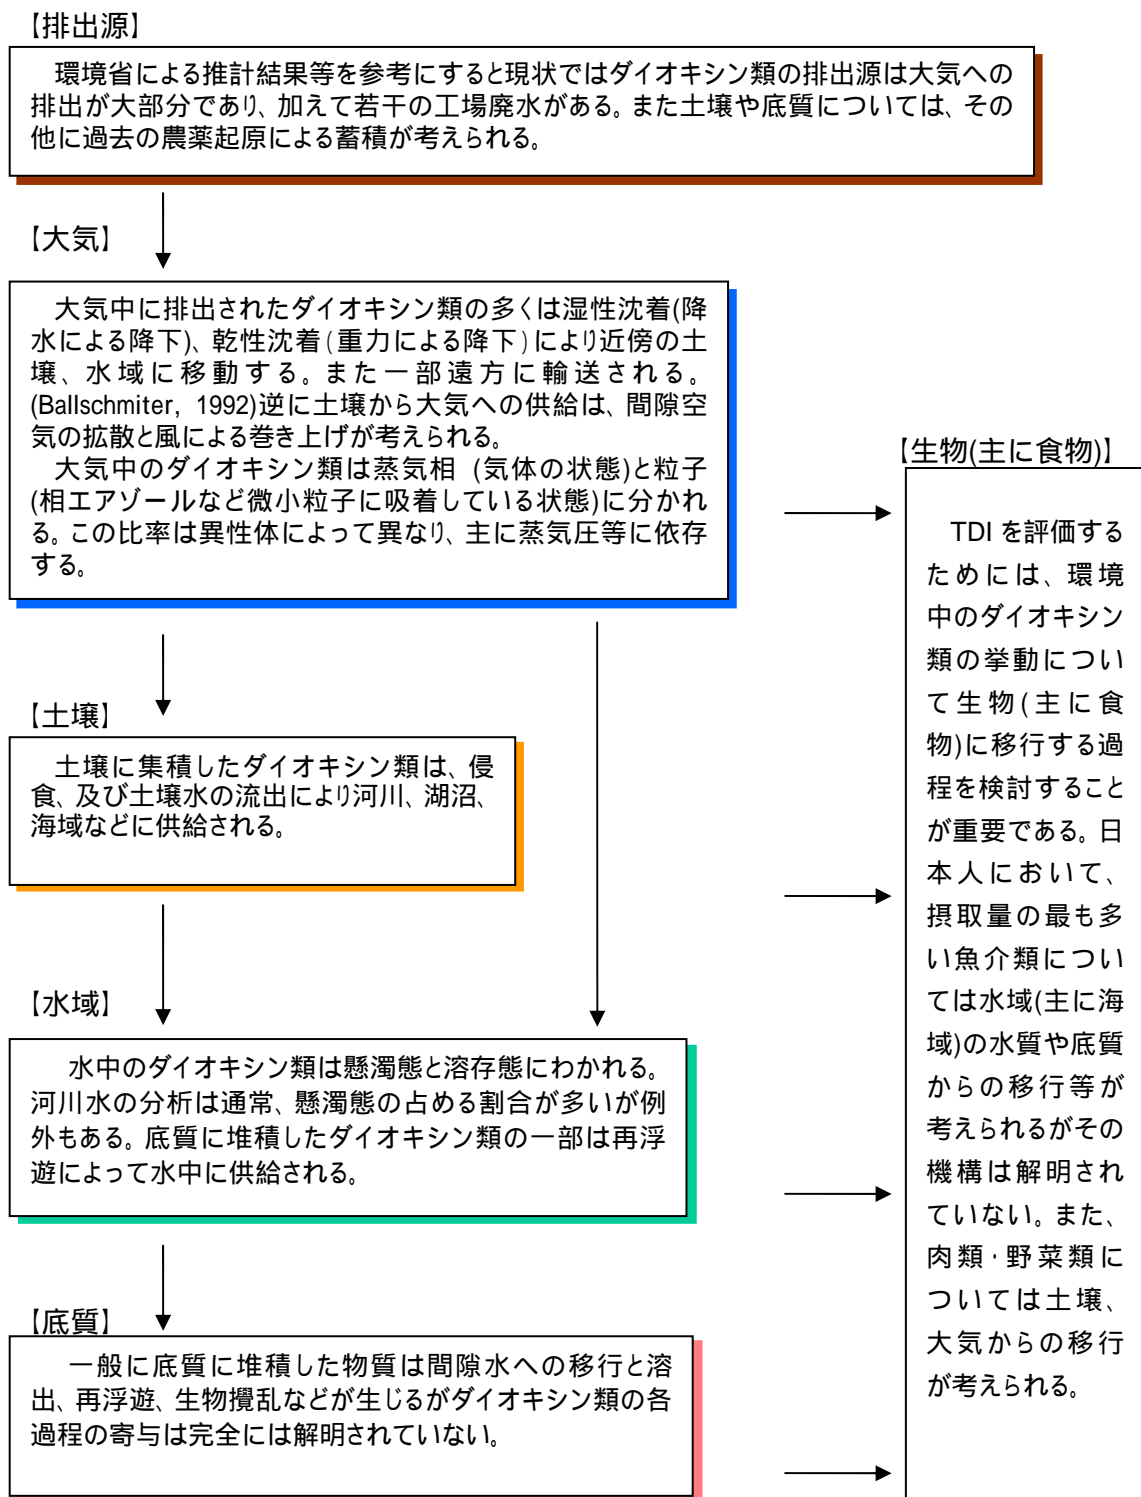 【排出源】
環境省による推計結果等を参考にすると現状ではダイオキシン類の排出源は大気への
排出が大部分であり、加えて若干の工場廃水がある。また土壌や底質については、その
他に過去の農薬起原による蓄積が考えられる。
【大気】
大気中に排出されたダイオキシン類の多くは湿性沈着(降
水による降下)、乾性沈着(重力による降下)により近傍の土
壌、水域に移動する。また一部遠方に輸送される。
(Ballschmiter, 1992)逆に土壌から大気への供給は、間隙空
気の拡散と風による巻き上げが考えられる。
大気中のダイオキシン類は蒸気相 (気体の状態)と粒子
(相エアゾールなど微小粒子に吸着している状態)に分かれ
る。この比率は異性体によって異なり、主に蒸気圧等に依存
する。
【土壌】
土壌に集積したダイオキシン類は、侵
食、及び土壌水の流出により河川、湖沼、
海域などに供給される。
【水域】
水中のダイオキシン類は懸濁態と溶存態にわかれる。
河川水の分析は通常、懸濁態の占める割合が多いが例
外もある。底質に堆積したダイオキシン類の一部は再浮
遊によって水中に供給される。
【底質】
一般に底質に堆積した物質は間隙水への移行と溶
出、再浮遊、生物攪乱などが生じるがダイオキシン類の各
過程の寄与は完全には解明されていない。
【生物(主に食物)】
TDI を評価する
ためには、環境
中のダイオキシン
類の挙動につい
て生物(主に食
物)に移行する過
程を検討すること
が重要である。日
本人において、
摂取量の最も多
い魚介類につい
ては水域(主に海
域)の水質や底質
からの移行等が
考えられるがその
機構は解明され
ていない。また、
肉類・野菜類に
ついては土壌、
大気からの移行
が考えられる。